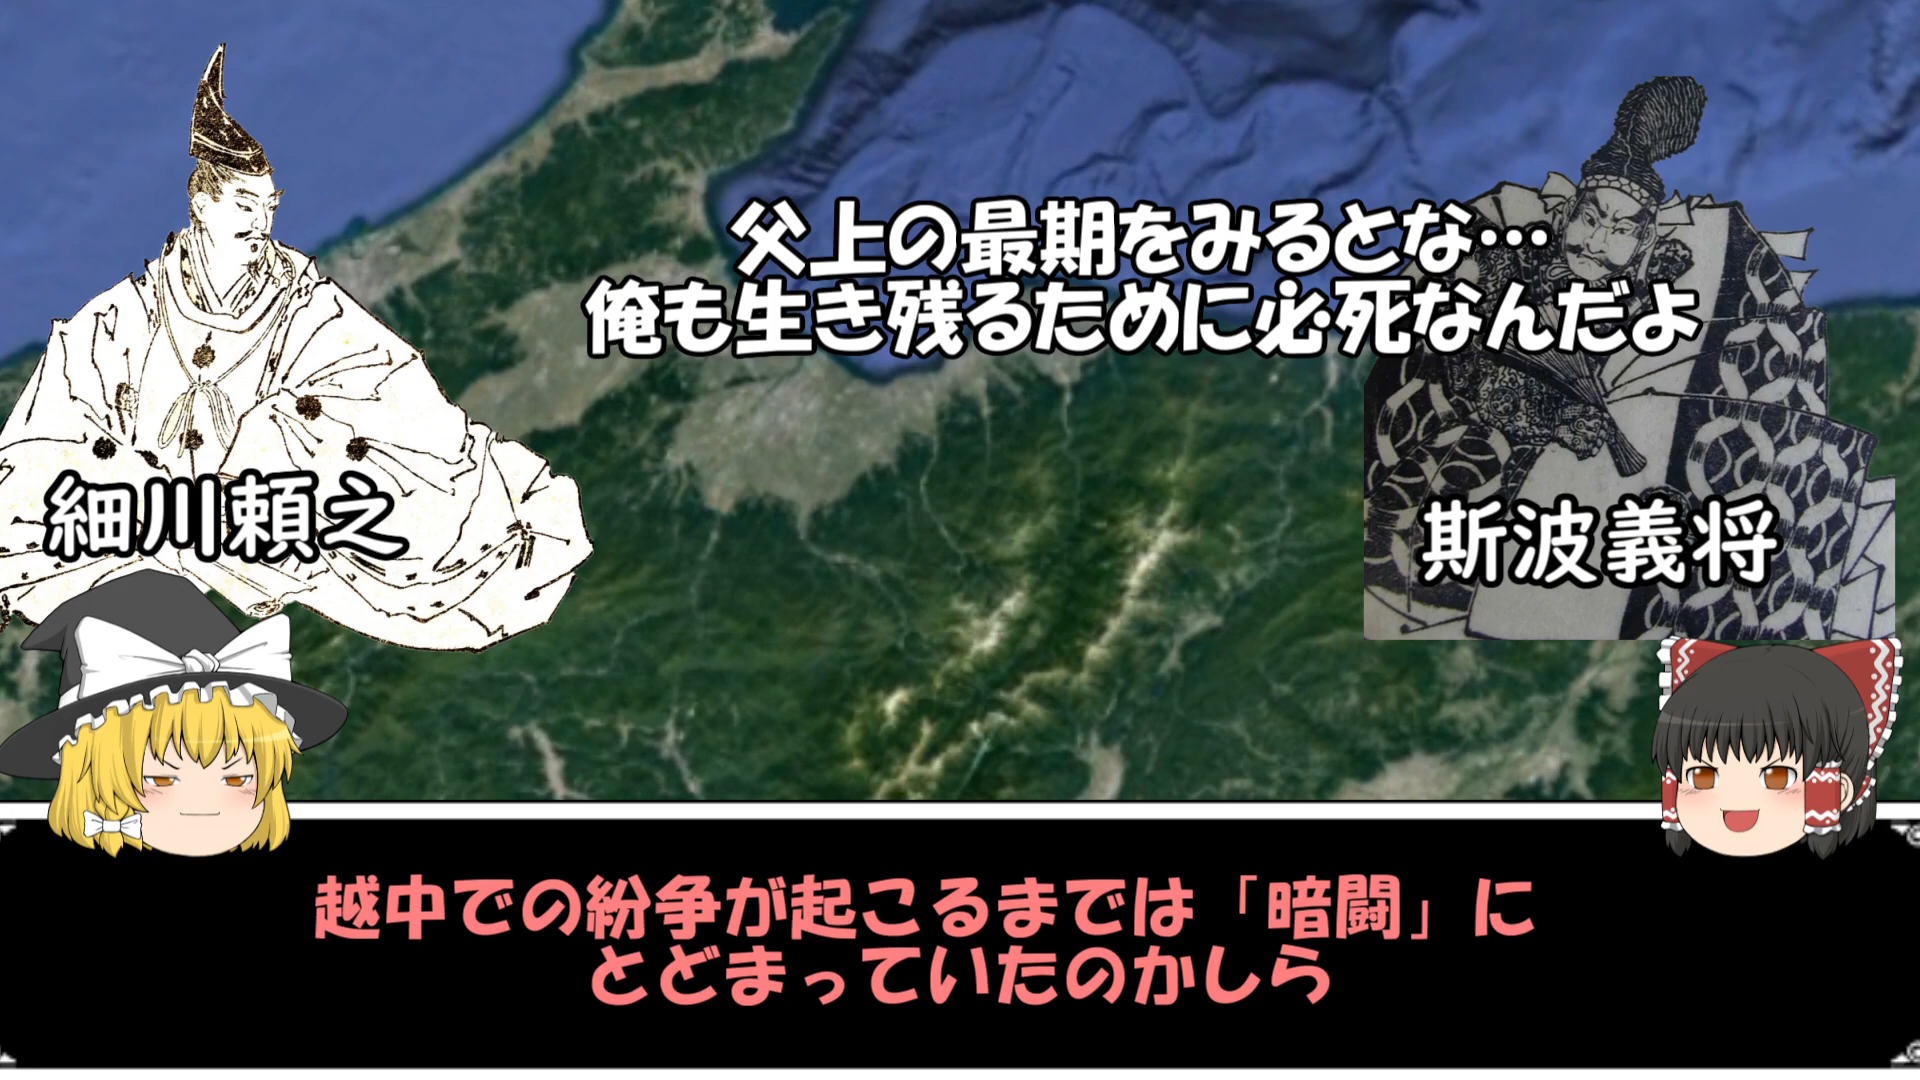 父上の最期をみるとな…
俺も生き残るために必死なんだよ
細川頼之
斯波義将
越中での紛争が起こるまでは「暗闘」に
とどまっていたのかしら